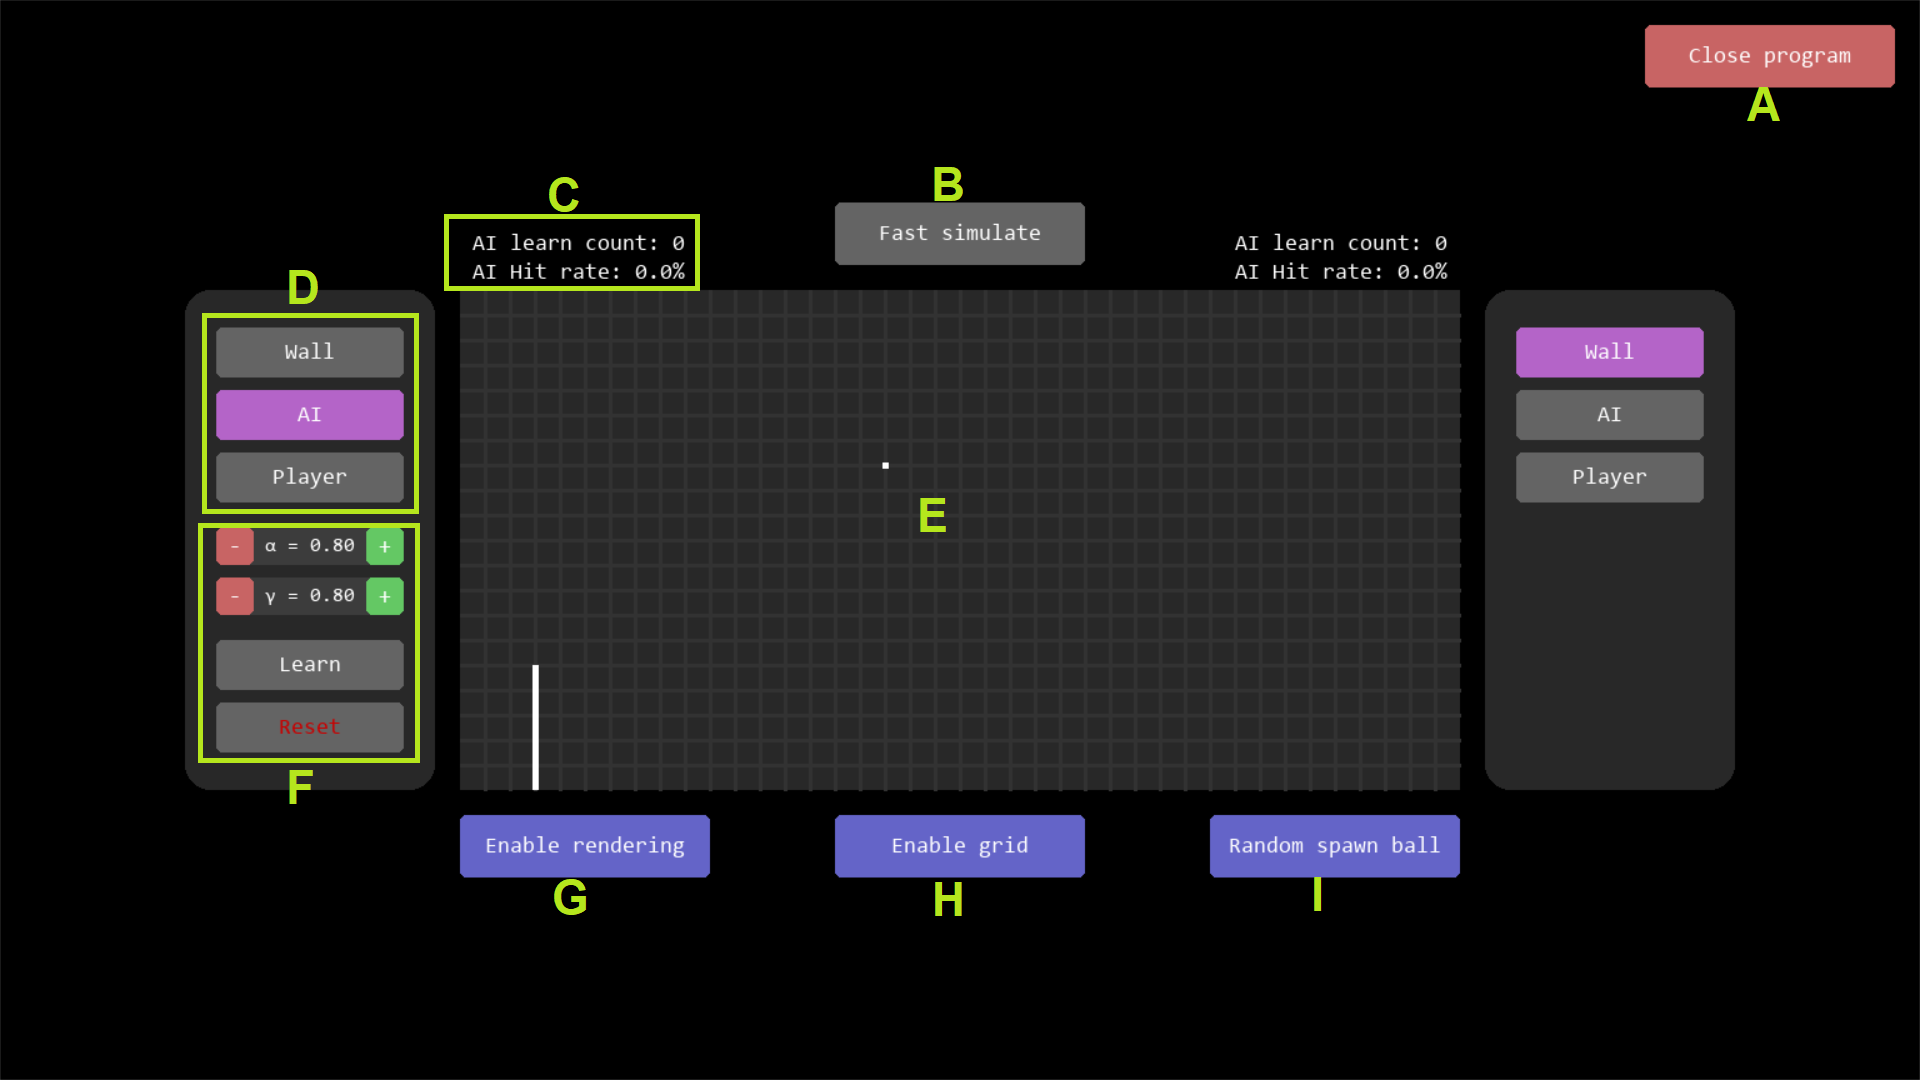 Close program
A
B
C
Fast simulate
AI learn count: 0
AI Hit rate: 0.0%
AI learn count: 0
AI Hit rate: 0.0%
D
Wall
AI
Player
- α = 0.80 +
- γ = 0.80 +
Learn
Reset
F
E
Wall
AI
Player
Enable rendering
Enable grid
Random spawn ball
G
H
I